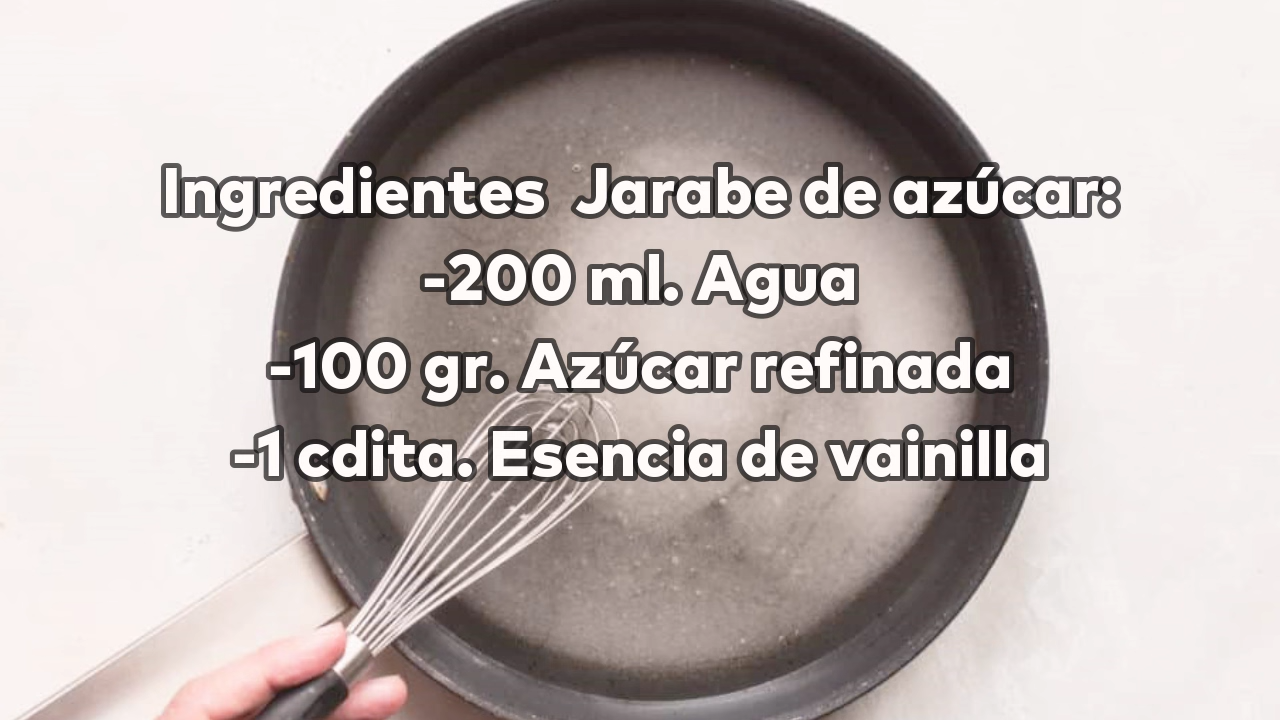 Ingredientes Jarabe de azúcar:
-200 ml. Agua
-100 gr. Azúcar refinada
-1 cdita. Esencia de vainilla